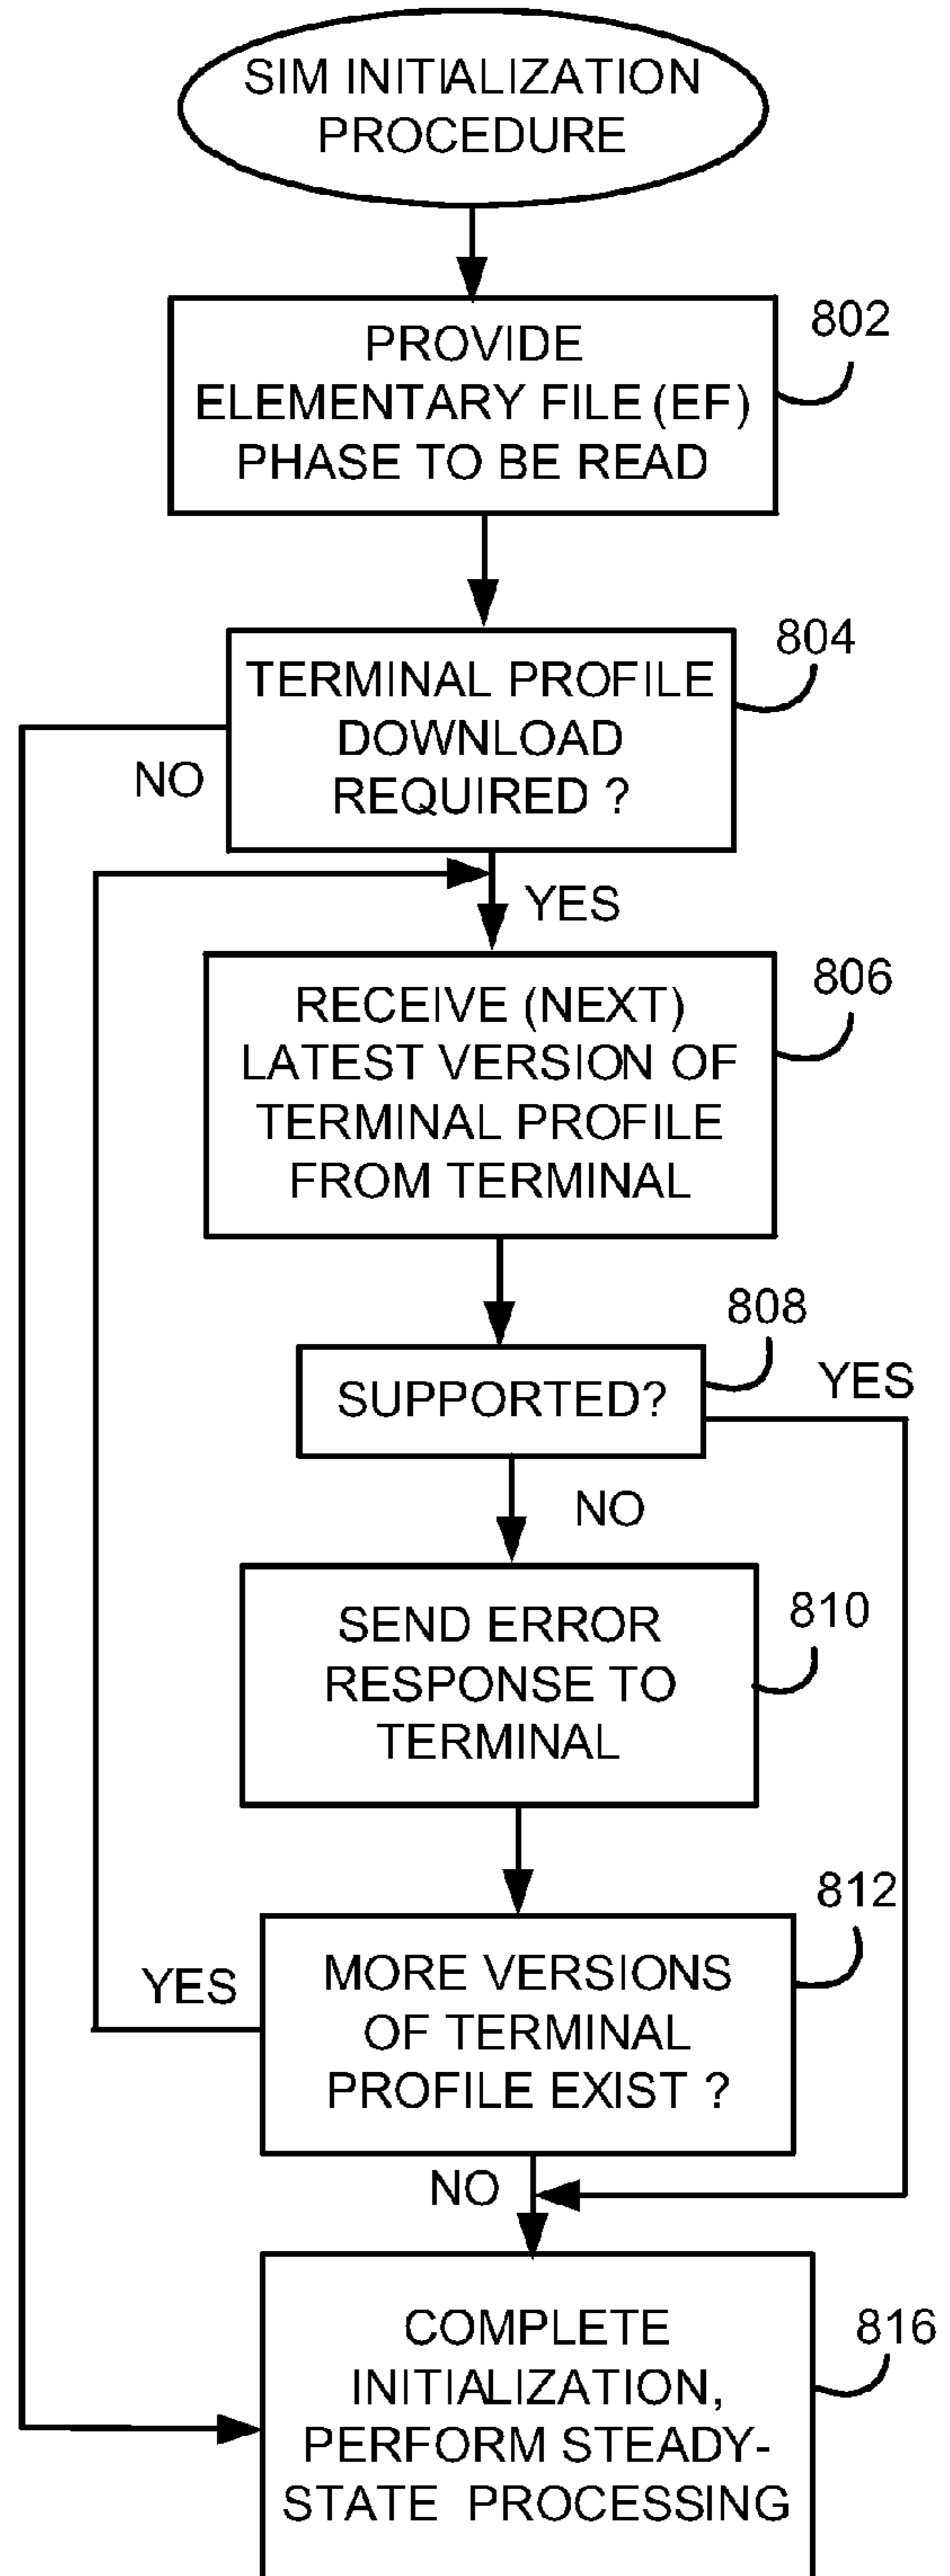 SIM INITIALIZATION
PROCEDURE
802
PROVIDE
ELEMENTARY FILE (EF)
PHASE TO BE READ
804
TERMINAL PROFILE
DOWNLOAD
REQUIRED ?
NO
YES
806
RECEIVE (NEXT)
LATEST VERSION OF
TERMINAL PROFILE
FROM TERMINAL
808
SUPPORTED?
YES
NO
810
SEND ERROR
RESPONSE TO
TERMINAL
812
MORE VERSIONS
OF TERMINAL
PROFILE EXIST ?
YES
NO
816
COMPLETE
INITIALIZATION,
PERFORM STEADY-
STATE PROCESSING